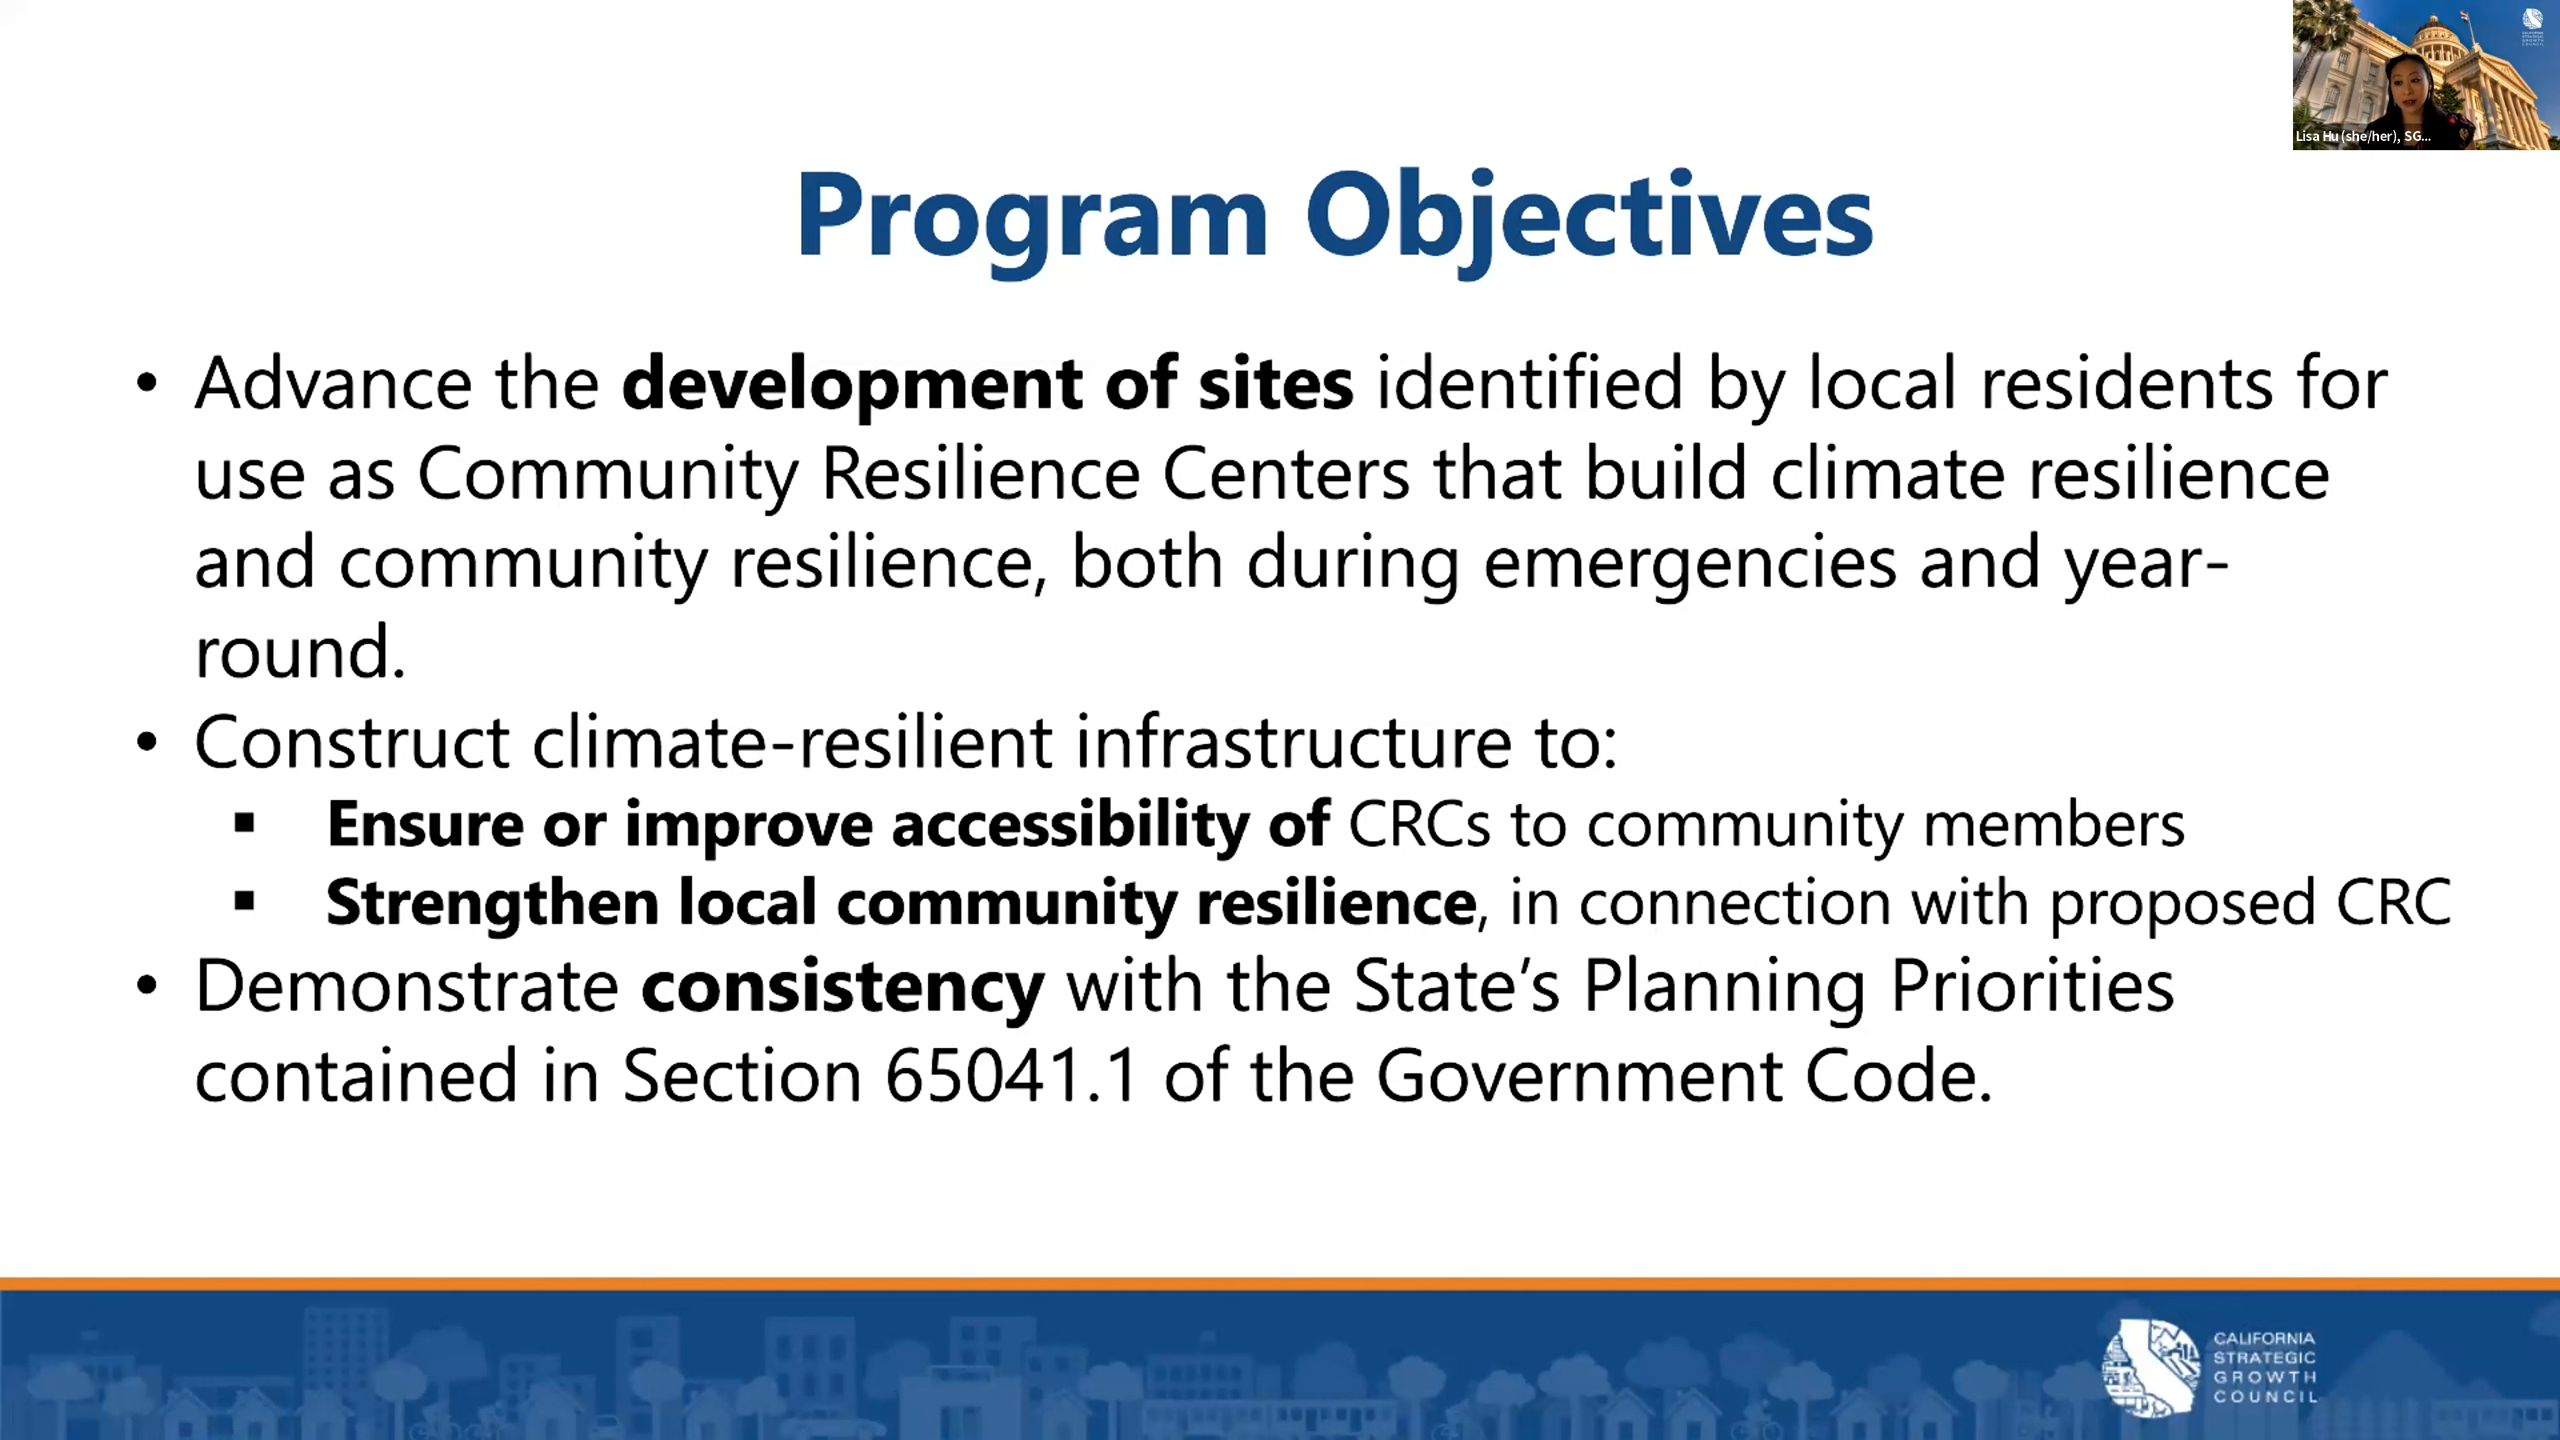 Lisa Hu (she/her), SG...
Program Objectives
• Advance the development of sites identified by local residents for
use as Community Resilience Centers that build climate resilience
and community resilience, both during emergencies and year-
round.
• Construct climate-resilient infrastructure to:
▪ Ensure or improve accessibility of CRCs to community members
▪ Strengthen local community resilience, in connection with proposed CRC
• Demonstrate consistency with the State’s Planning Priorities
contained in Section 65041.1 of the Government Code.
CALIFORNIA
STRATEGIC
GROWTH
COUNCIL